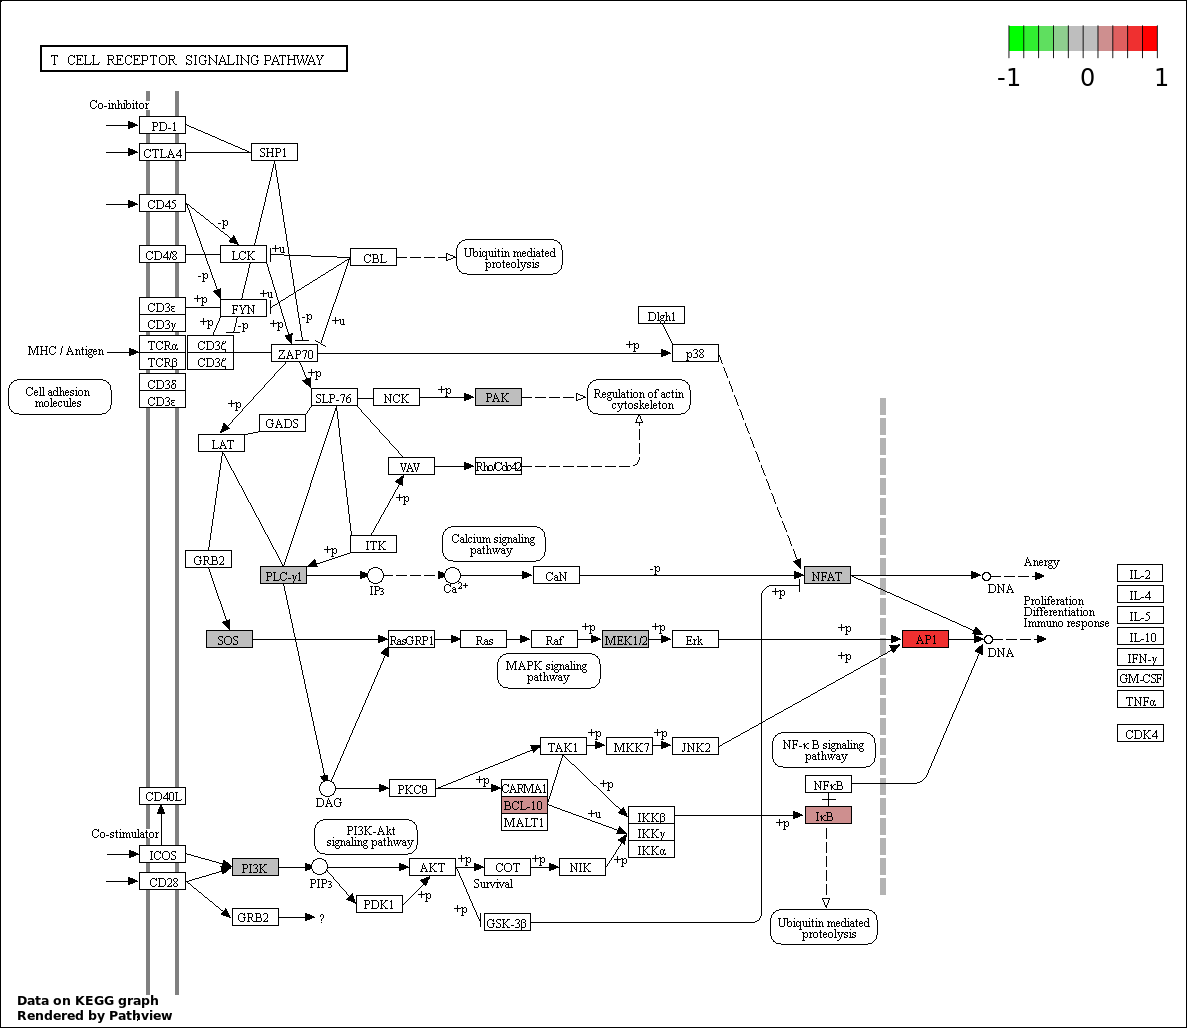 T CELL RECEPTOR SIGNALING PATHWAY
-1 0 1
Co-inhibitor
PD-1
CTLA4
SHP1
CD45
-p
CD4/8
LCK
+u
CBL
Ubiquitin mediated
proteolysis
-p
+p
CD3ε
FYN
+u
CD3γ
+p
-p
+p
-p
+u
Dlgh1
MHC / Antigen
TCRα
CD3ζ
TCRβ
CD3ζ
ZAP70
+p
p38
+p
Cell adhesion
molecules
CD3δ
CD3ε
SLP-76
NCK
+p
PAK
Regulation of actin
cytoskeleton
+p
GADS
LAT
VAV
Rho/Cdc42
+p
ITK
+p
Calcium signaling
pathway
GRB2
PLC-γ1
IP3
Ca2+
CaN
-p
NFAT
+p
DNA
Anergy
Proliferation
Differentiation
Immuno response
SOS
RasGRP1
Ras
Raf
+p
MEK1/2
+p
Erk
+p
+p
AP1
DNA
MAPK signaling
pathway
IL-2
IL-4
IL-5
IL-10
IFN-γ
GM-CSF
TNFα
CDK4
TAK1
+p
MKK7
+p
JNK2
NF-κ B signaling
pathway
DAG
PKCθ
+p
CARMA1
BCL-10
MALT1
+p
+u
IKKβ
IKKγ
IKKα
+p
NFκB
IκB
CD40L
Co-stimulator
ICOS
CD28
PI3K-Akt
signaling pathway
PI3K
PIP3
AKT
+p
COT
+p
NIK
+p
Survival
PDK1
+p
+p
GSK-3β
GRB2
?
Ubiquitin mediated
proteolysis
Data on KEGG graph
Rendered by Pathview